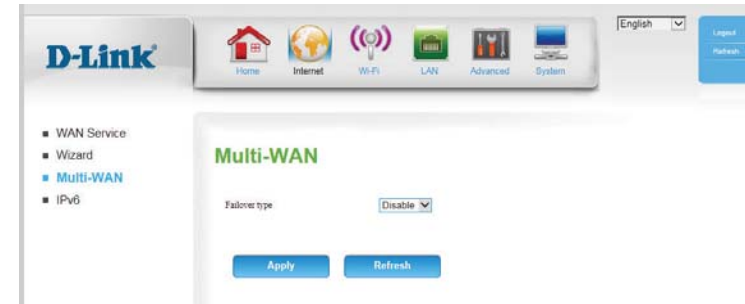 English
Logout
Refresh
D-Link
Home Internet Wi-Fi LAN Advanced System
WAN Service
Wizard
Multi-WAN
IPv6
Multi-WAN
Failover type Disable
Apply Refresh